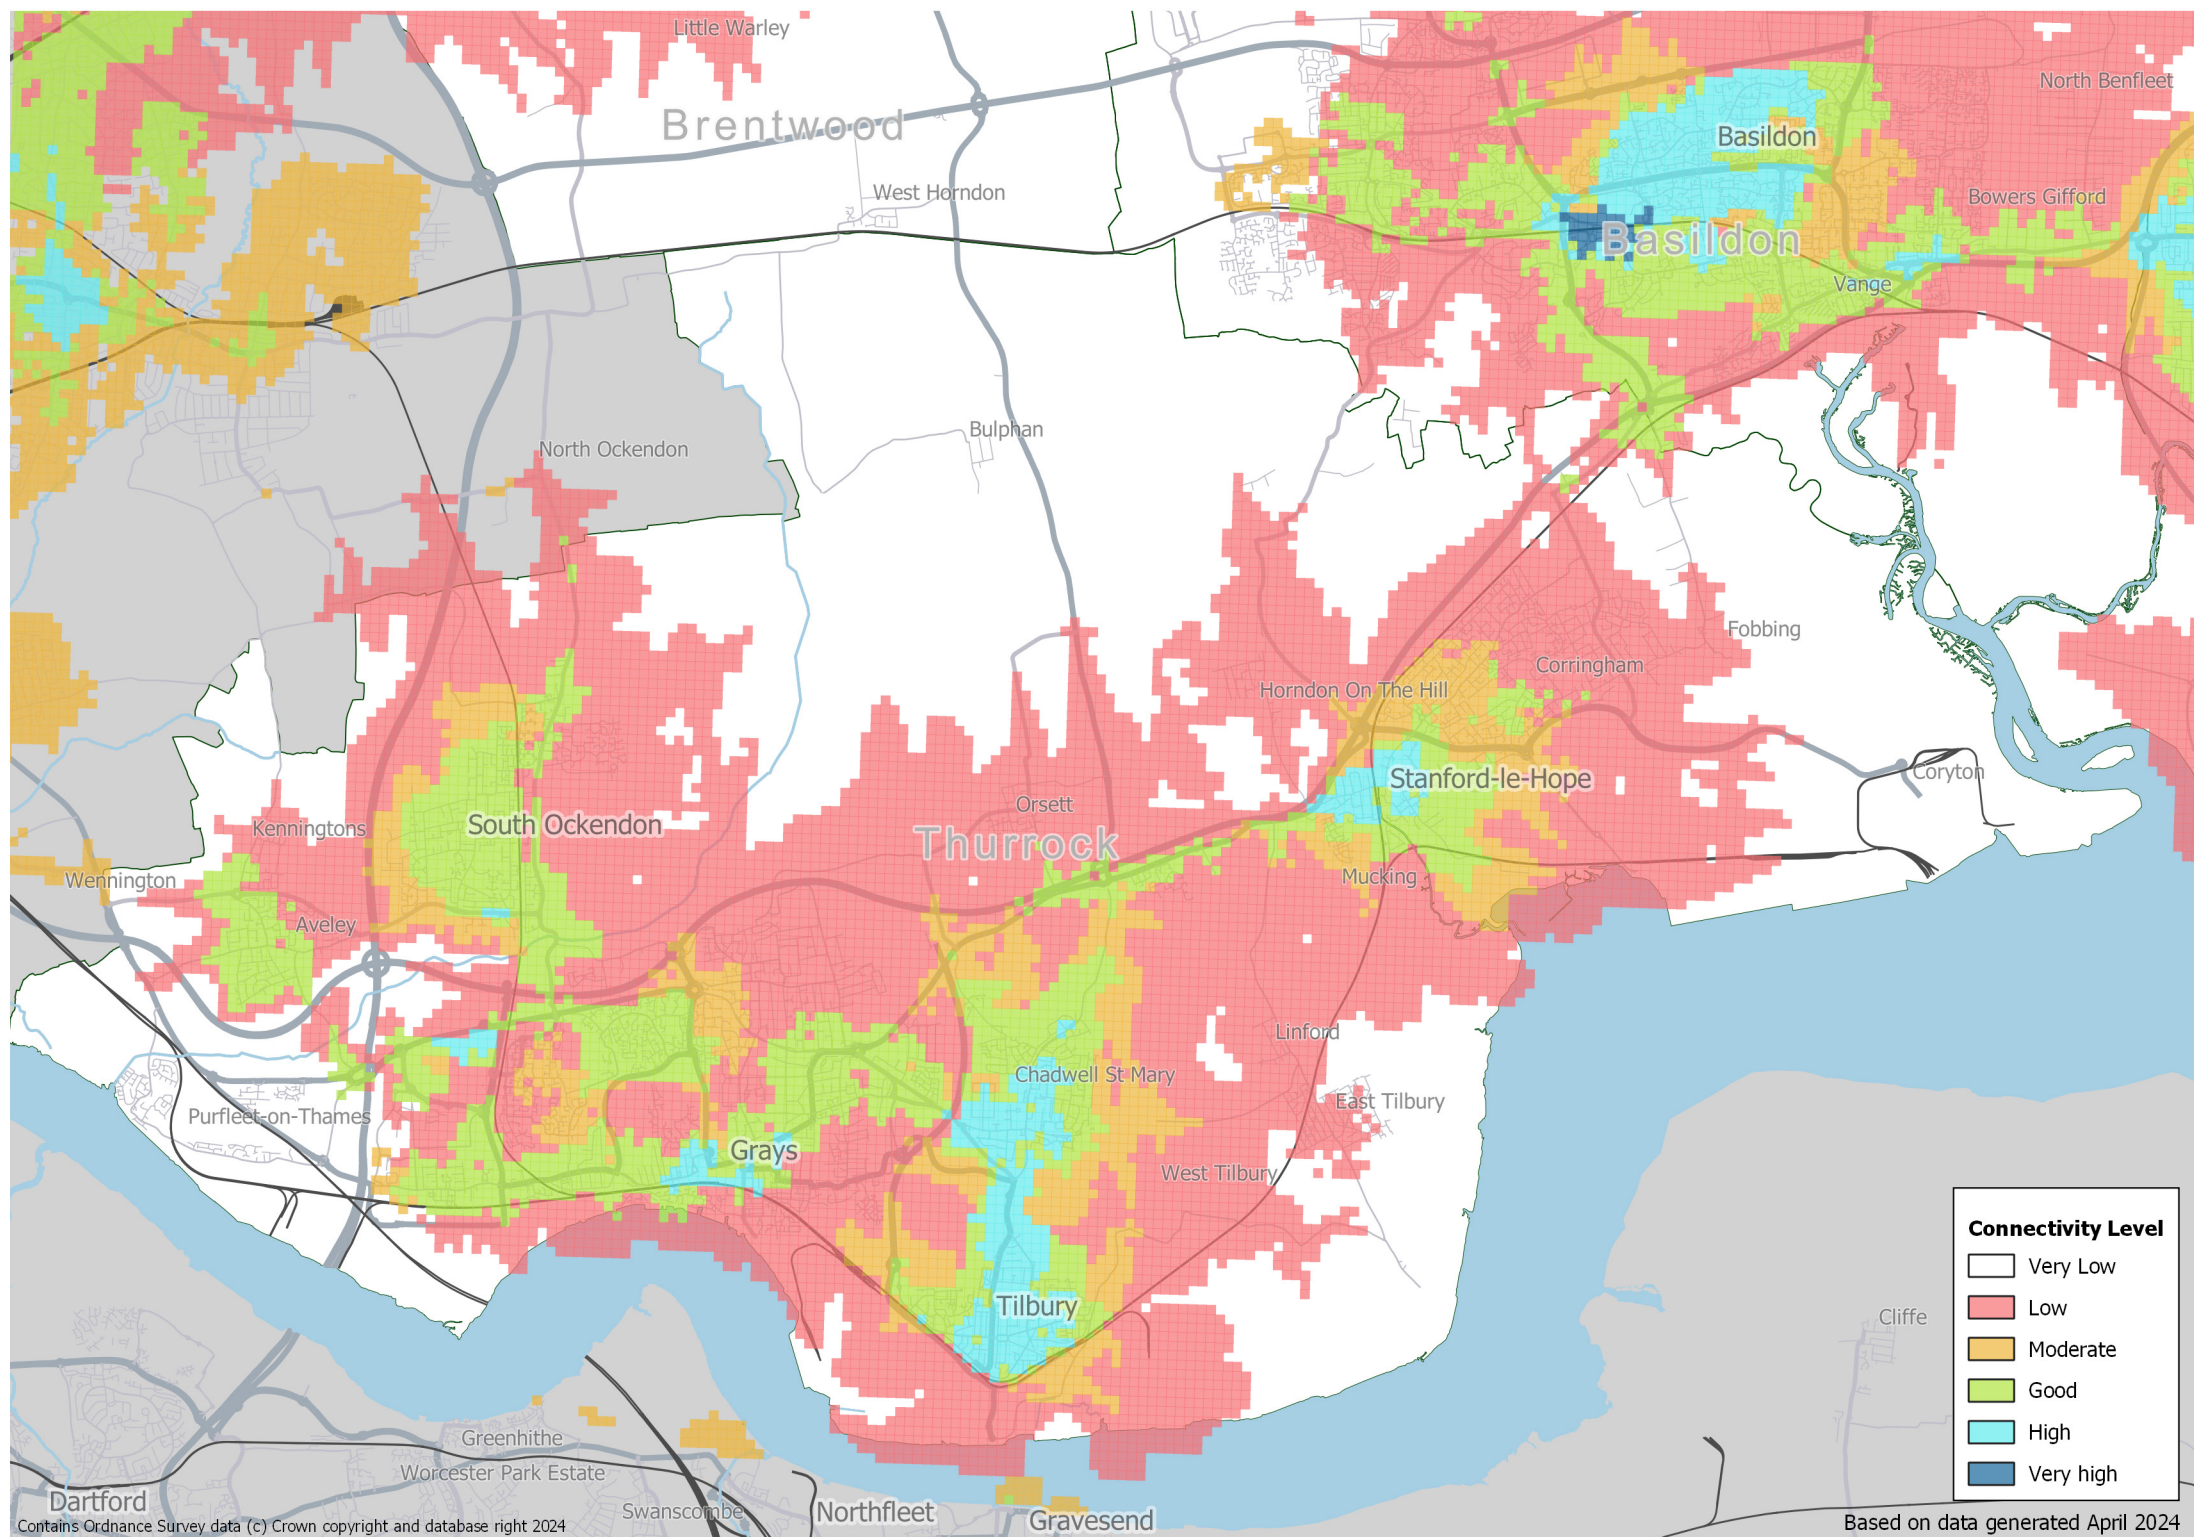 Little Warley
North Benfleet
Brentwood
Basildon
West Horndon
Bowers Gifford
Basildon
Vange
Bulphan
North Ockendon
Fobbing
Corringham
Horndon On The Hill
Stanford-le-Hope
Coryton
Orsett
South Ockendon
Kenningtons
Thurrock
Mucking
Wennington
Aveley
Linford
Chadwell St Mary
East Tilbury
Purfleet-on-Thames
Grays
West Tilbury
Tilbury
Cliffe
Connectivity Level
Very Low
Low
Moderate
Good
High
Very high
Greenhithe
Worcester Park Estate
Dartford
Swanscombe
Northfleet
Gravesend
Contains Ordnance Survey data (c) Crown copyright and database right 2024
Based on data generated April 2024